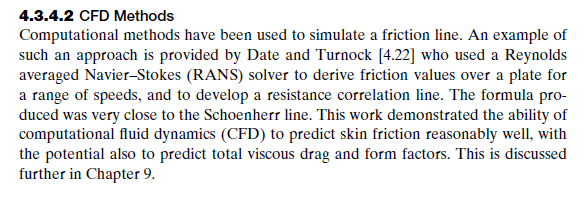 4.3.4.2 CFD Methods
Computational methods have been used to simulate a friction line. An example of
such an approach is provided by Date and Turnock [4.22] who used a Reynolds
averaged Navier–Stokes (RANS) solver to derive friction values over a plate for
a range of speeds, and to develop a resistance correlation line. The formula pro-
duced was very close to the Schoenherr line. This work demonstrated the ability of
computational fluid dynamics (CFD) to predict skin friction reasonably well, with
the potential also to predict total viscous drag and form factors. This is discussed
further in Chapter 9.